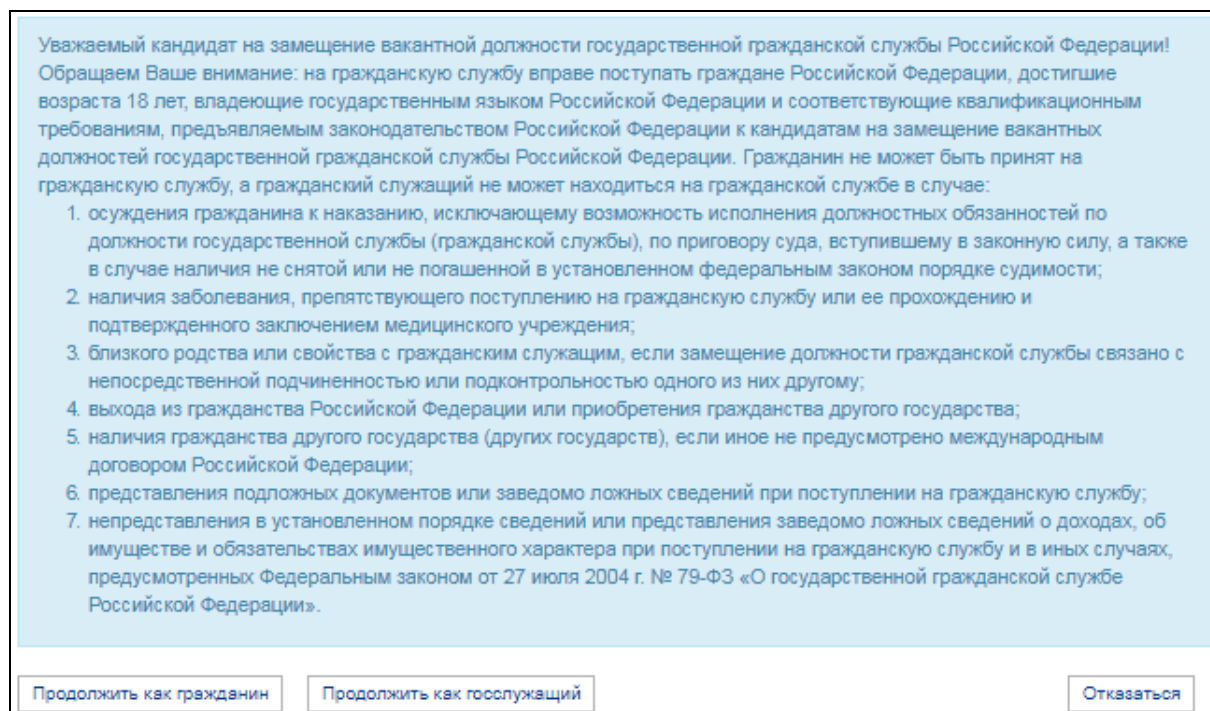 Уважаемый кандидат на замещение вакантной должности государственной гражданской службы Российской Федерации!
Обращаем Ваше внимание: на гражданскую службу вправе поступать граждане Российской Федерации, достигшие
возраста 18 лет, владеющие государственным языком Российской Федерации и соответствующие квалификационным
требованиям, предъявляемым законодательством Российской Федерации к кандидатам на замещение вакантных
должностей государственной гражданской службы Российской Федерации. Гражданин не может быть принят на
гражданскую службу, а гражданский служащий не может находиться на гражданской службе в случае:
1. осуждения гражданина к наказанию, исключающему возможность исполнения должностных обязанностей по
должности государственной службы (гражданской службы), по приговору суда, вступившему в законную силу, а также
в случае наличия не снятой или не погашенной в установленном федеральным законом порядке судимости;
2. наличия заболевания, препятствующего поступлению на гражданскую службу или ее прохождению и
подтвержденного заключением медицинского учреждения;
3. близкого родства или свойства с гражданским служащим, если замещение должности гражданской службы связано с
непосредственной подчиненностью или подконтрольностью одного из них другому;
4. выхода из гражданства Российской Федерации или приобретения гражданства другого государства;
5. наличия гражданства другого государства (других государств), если иное не предусмотрено международным
договором Российской Федерации;
6. представления подложных документов или заведомо ложных сведений при поступлении на гражданскую службу;
7. непредставления в установленном порядке сведений или представления заведомо ложных сведений о доходах, об
имуществе и обязательствах имущественного характера при поступлении на гражданскую службу и в иных случаях,
предусмотренных Федеральным законом от 27 июля 2004 г. № 79-ФЗ «О государственной гражданской службе
Российской Федерации».
Продолжить как гражданин Продолжить как госслужащий Отказаться